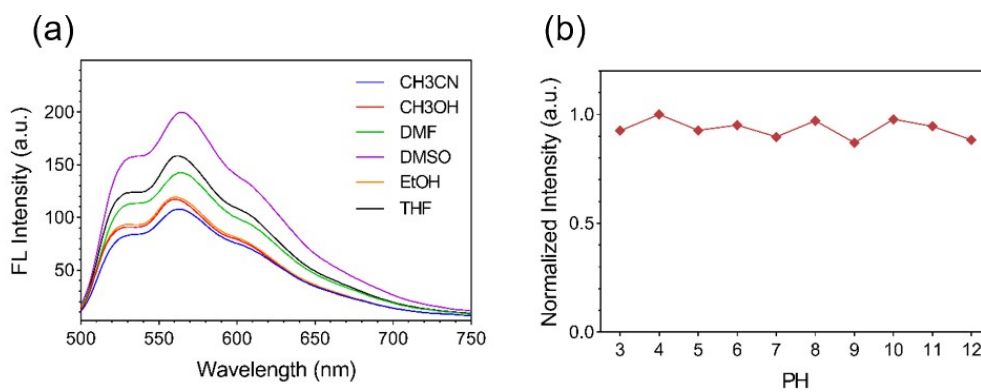 (a)
FL Intensity (a.u.)
200
150
100
50
500 550 600 650 700 750
Wavelength (nm)
CH3CN
CH3OH
DMF
DMSO
EtOH
THF
(b)
Normalized Intensity (a.u.)
1.0
0.5
0.0
3 4 5 6 7 8 9 10 11 12
PH